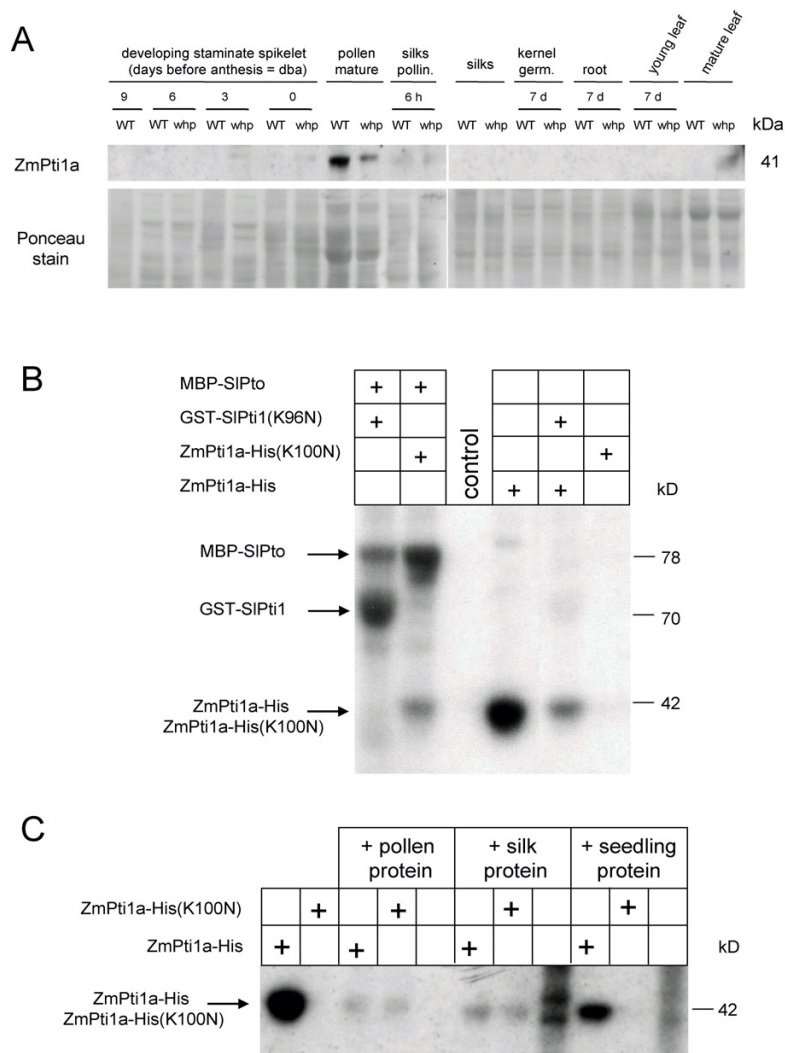 A
developing staminate spikelet
(days before anthesis = dba)
pollen
mature
silks
pollin.
silks
kernel
germ.
root
young leaf
mature leaf
9 6 3 0 6 h 7 d 7 d 7 d
WT WT whp WT whp WT whp WT whp WT whp WT whp WT whp WT whp WT whp WT whp kDa
ZmPti1a 41
Ponceau
stain
B
MBP-SlPto + +
GST-SlPti1(K96N) + +
ZmPti1a-His(K100N) + +
ZmPti1a-His + + kD
control
MBP-SlPto 78
GST-SlPti1 70
ZmPti1a-His 42
ZmPti1a-His(K100N)
C
+ pollen
protein
+ silk
protein
+ seedling
protein
ZmPti1a-His(K100N) + + + +
ZmPti1a-His + + + + kD
ZmPti1a-His
ZmPti1a-His(K100N) 42